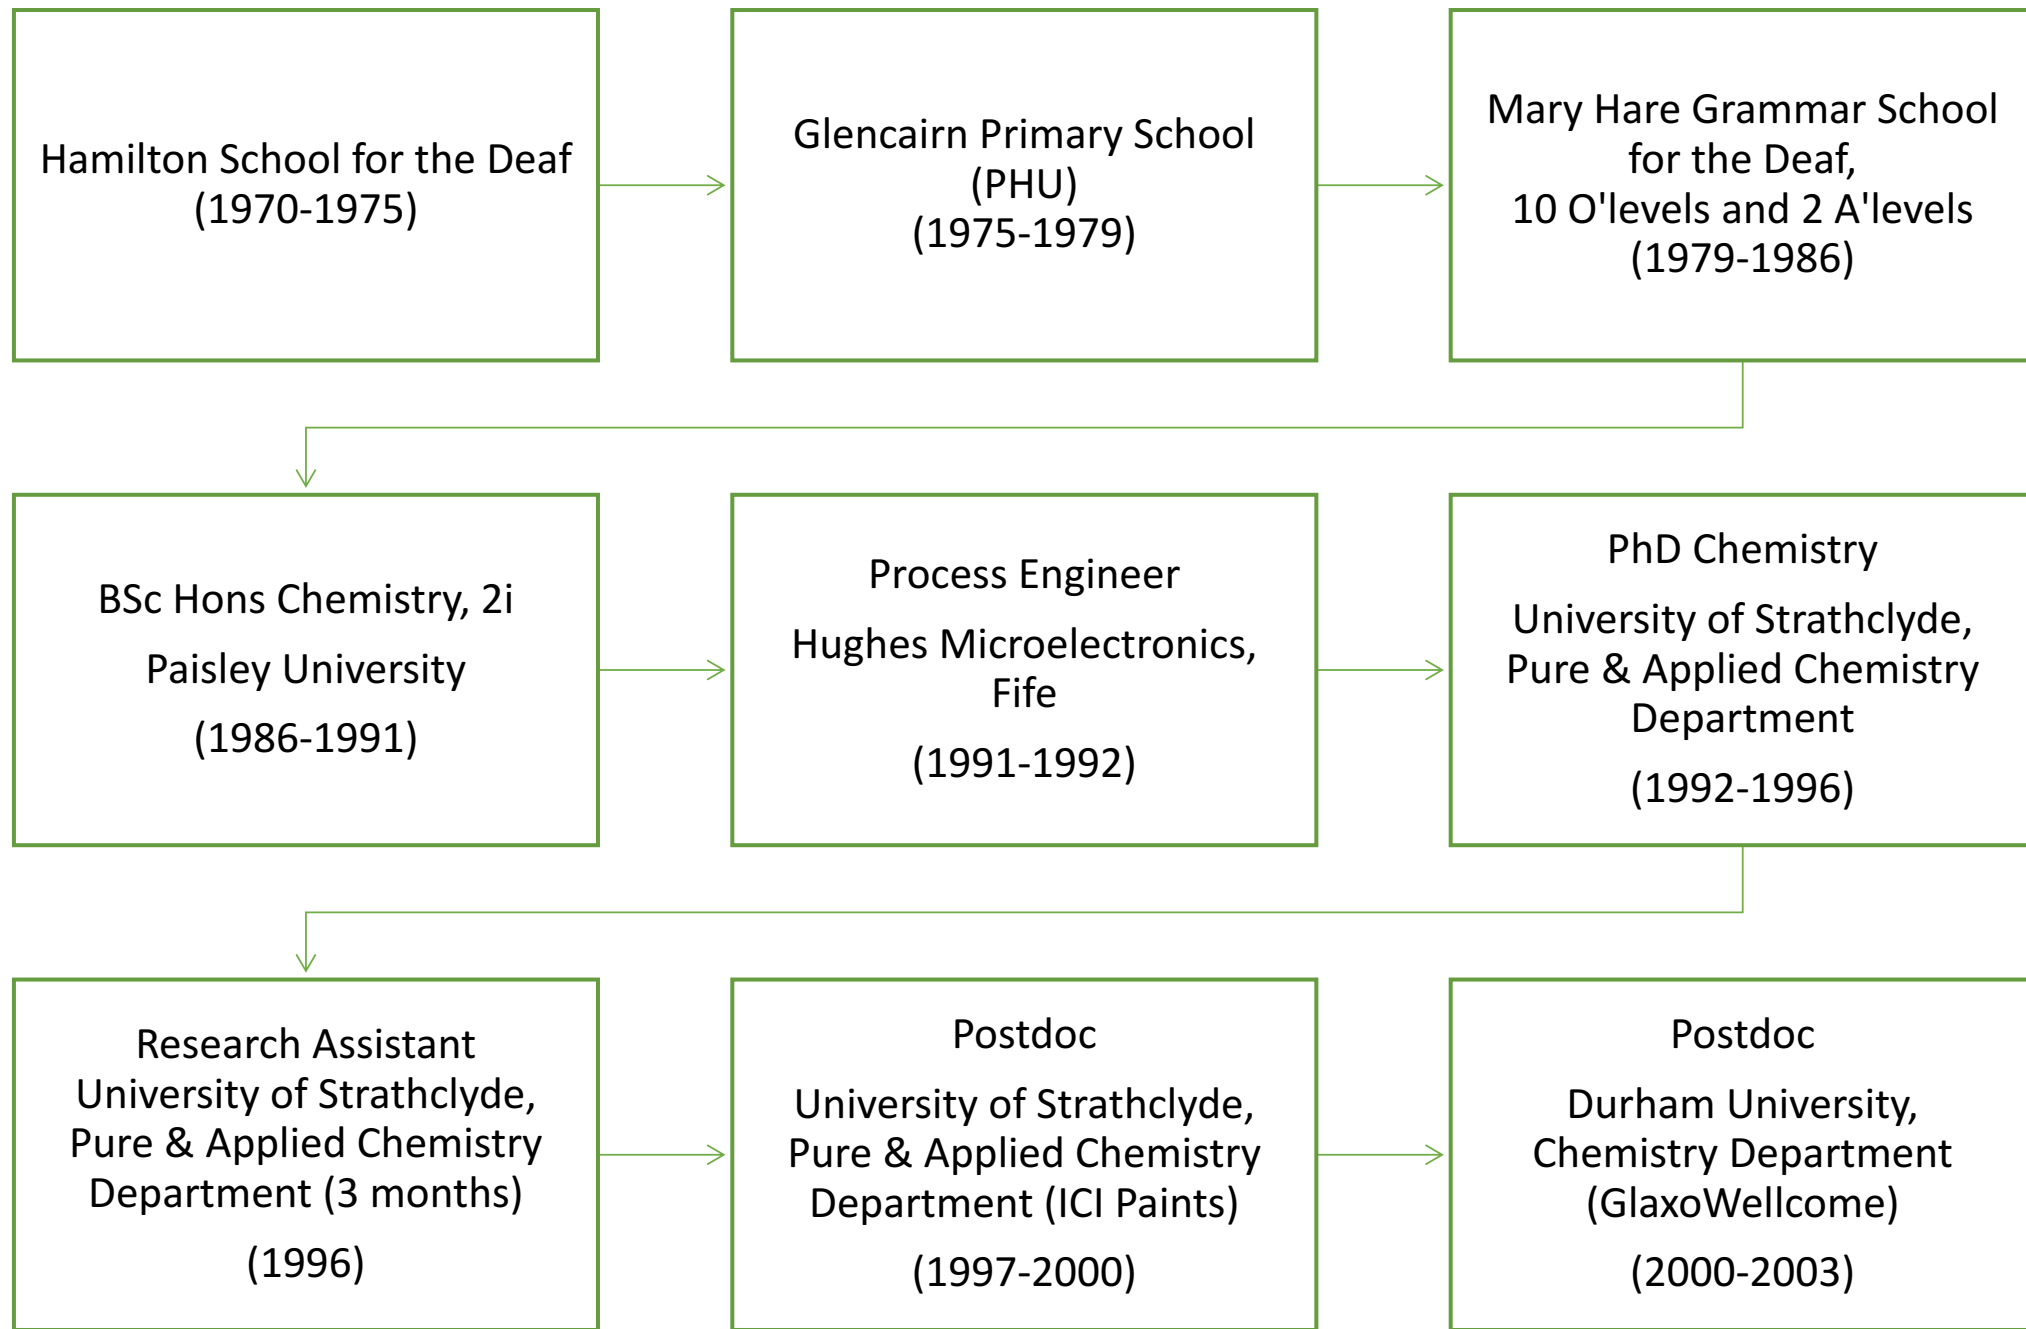 Hamilton School for the Deaf
(1970-1975)
Glencairn Primary School
(PHU)
(1975-1979)
Mary Hare Grammar School
for the Deaf,
10 O'levels and 2 A'levels
(1979-1986)
BSc Hons Chemistry, 2i
Paisley University
(1986-1991)
Process Engineer
Hughes Microelectronics,
Fife
(1991-1992)
PhD Chemistry
University of Strathclyde,
Pure & Applied Chemistry
Department
(1992-1996)
Research Assistant
University of Strathclyde,
Pure & Applied Chemistry
Department (3 months)
(1996)
Postdoc
University of Strathclyde,
Pure & Applied Chemistry
Department (ICI Paints)
(1997-2000)
Postdoc
Durham University,
Chemistry Department
(GlaxoWellcome)
(2000-2003)